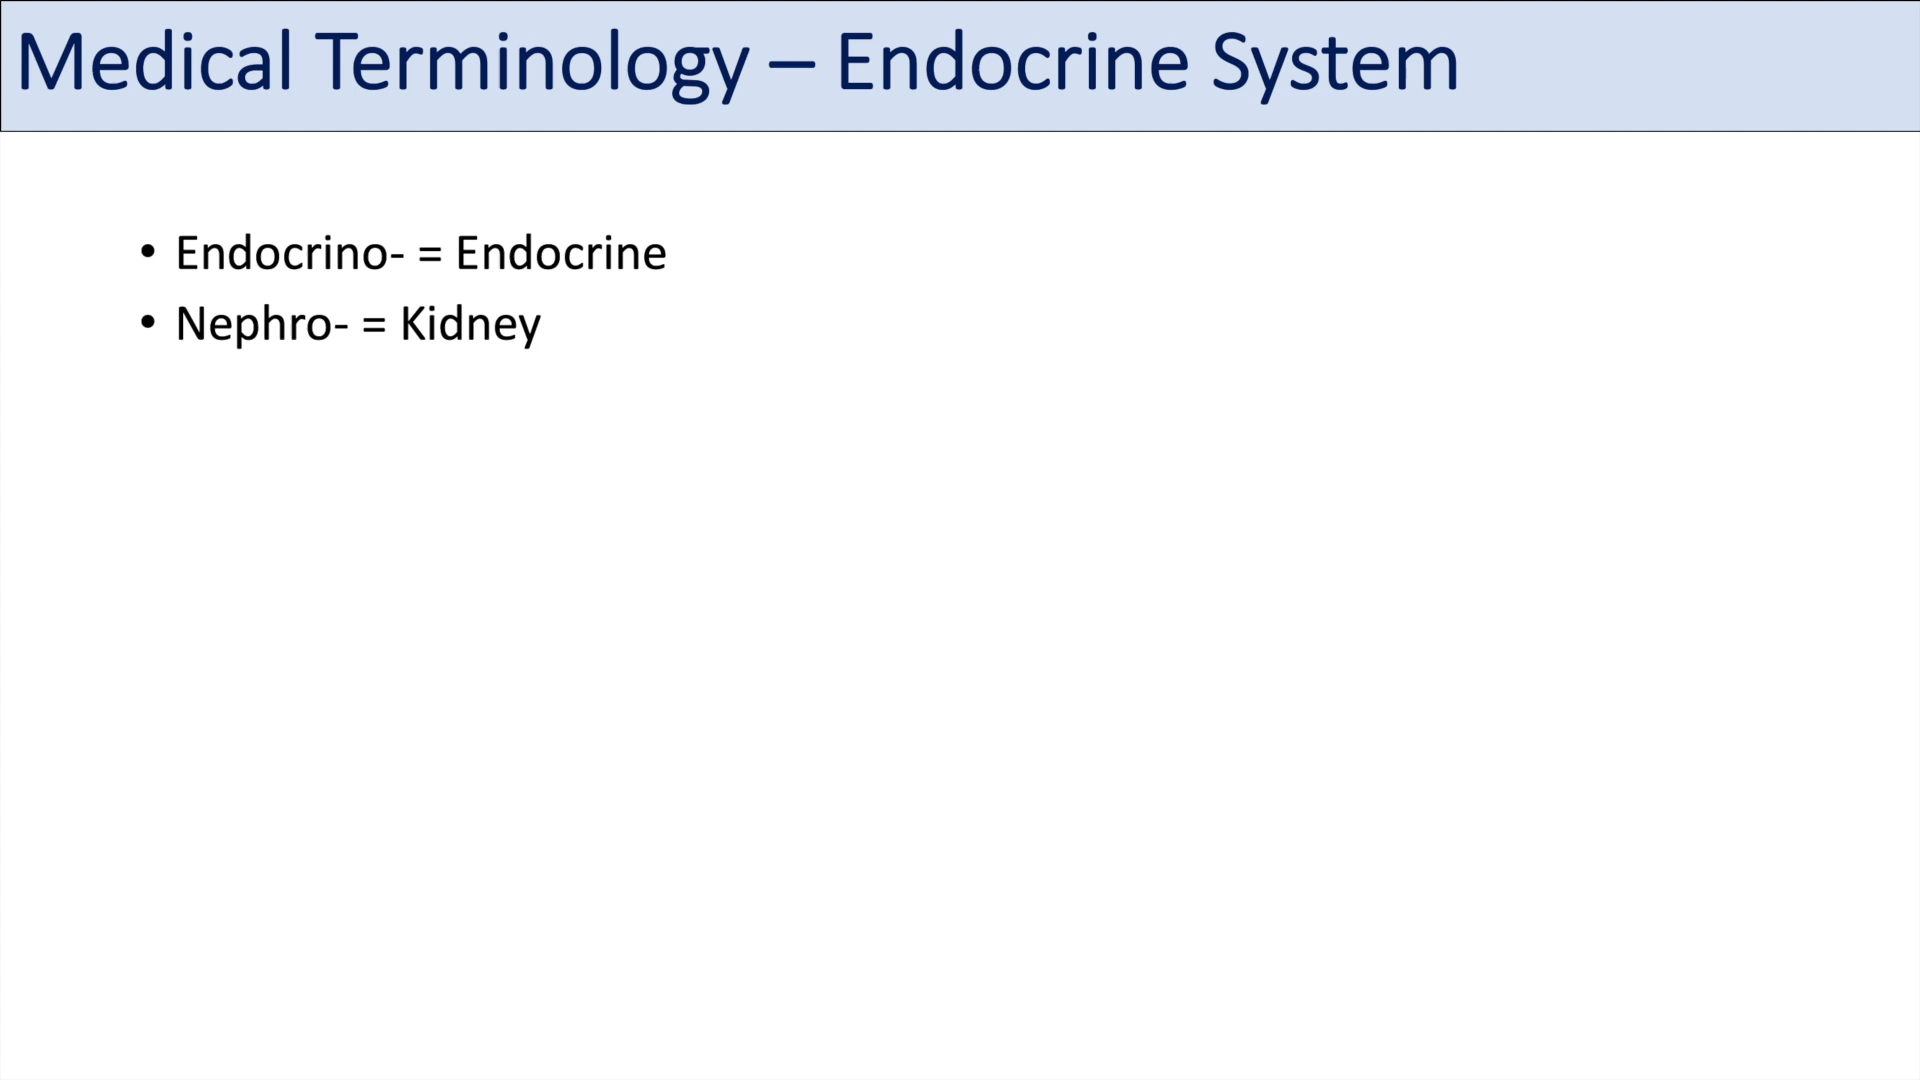 Medical Terminology – Endocrine System
• Endocrino- = Endocrine
• Nephro- = Kidney